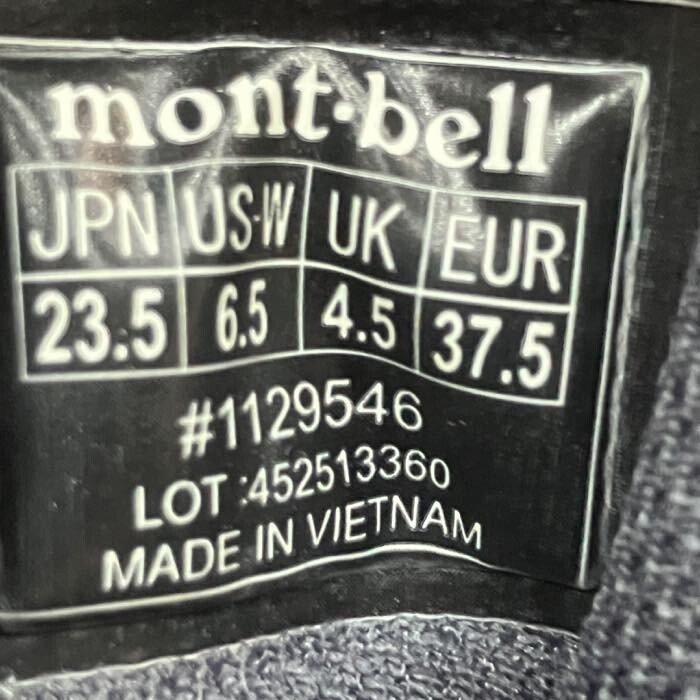 mont-bell
JPN US-W UK EUR
23.5 6.5 4.5 37.5
#1129546
LOT :452513360
MADE IN VIETNAM